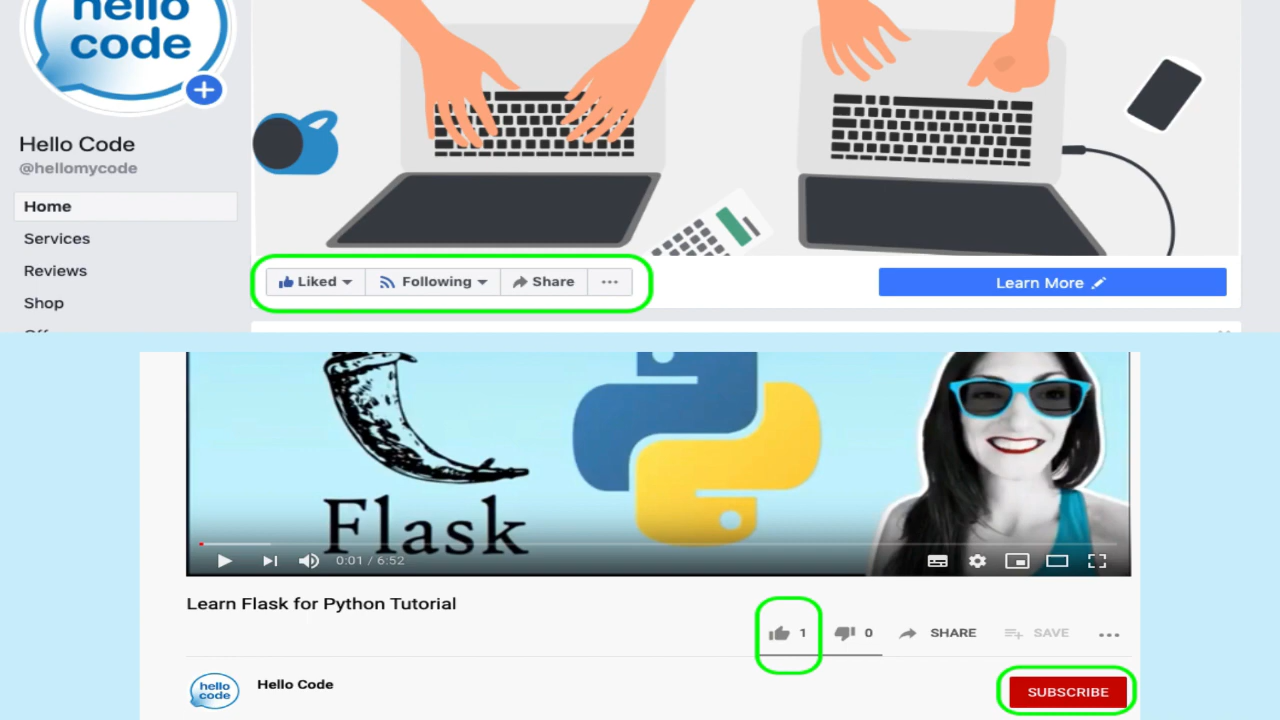 hello
code
Hello Code
@hellomycode
Home
Services
Reviews
Shop
Liked
Following
Share
Learn More
Flask
0:01 / 6:52
Learn Flask for Python Tutorial
1
0
SHARE
SAVE
hello
code
Hello Code
SUBSCRIBE